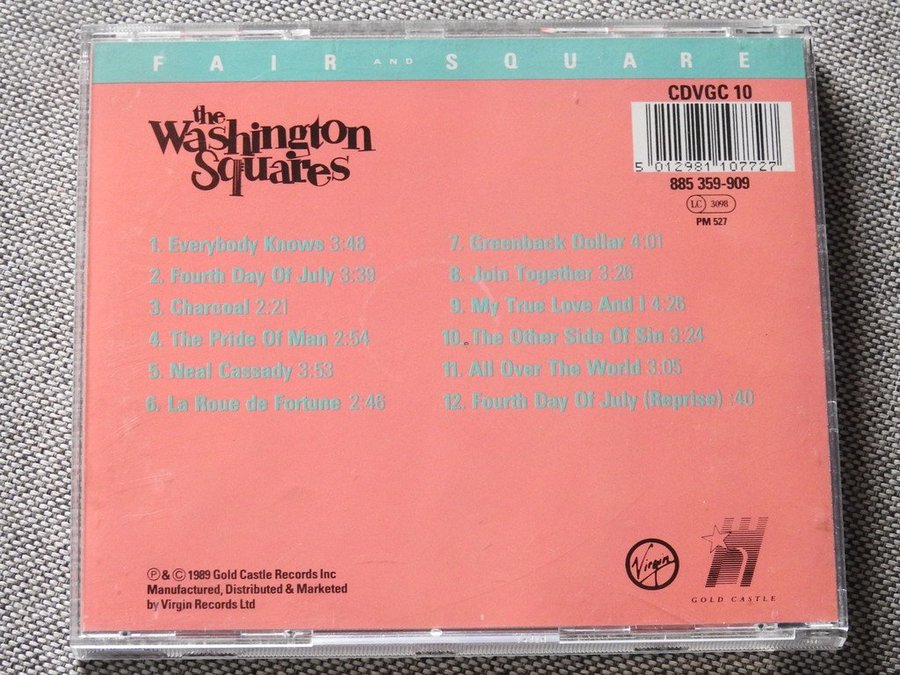 FAIR AND SQUARE
the
Washington
Squares
CDVGC 10
5 012981 107727
885 359-909
LC 3098
PM 527
1. Everybody Knows 3:48
2. Fourth Day Of July 3:39
3. Charcoal 2:21
4. The Pride Of Man 2:54
5. Neal Cassady 3:53
6. La Roue de Fortune 2:46
7. Greenback Dollar 4:01
8. Join Together 3:26
9. My True Love And I 4:26
10. The Other Side Of Sin 3:24
11. All Over The World 3:05
12. Fourth Day Of July (Reprise) :40
Ⓟ & © 1989 Gold Castle Records Inc
Manufactured, Distributed & Marketed
by Virgin Records Ltd
Virgin
GOLD CASTLE